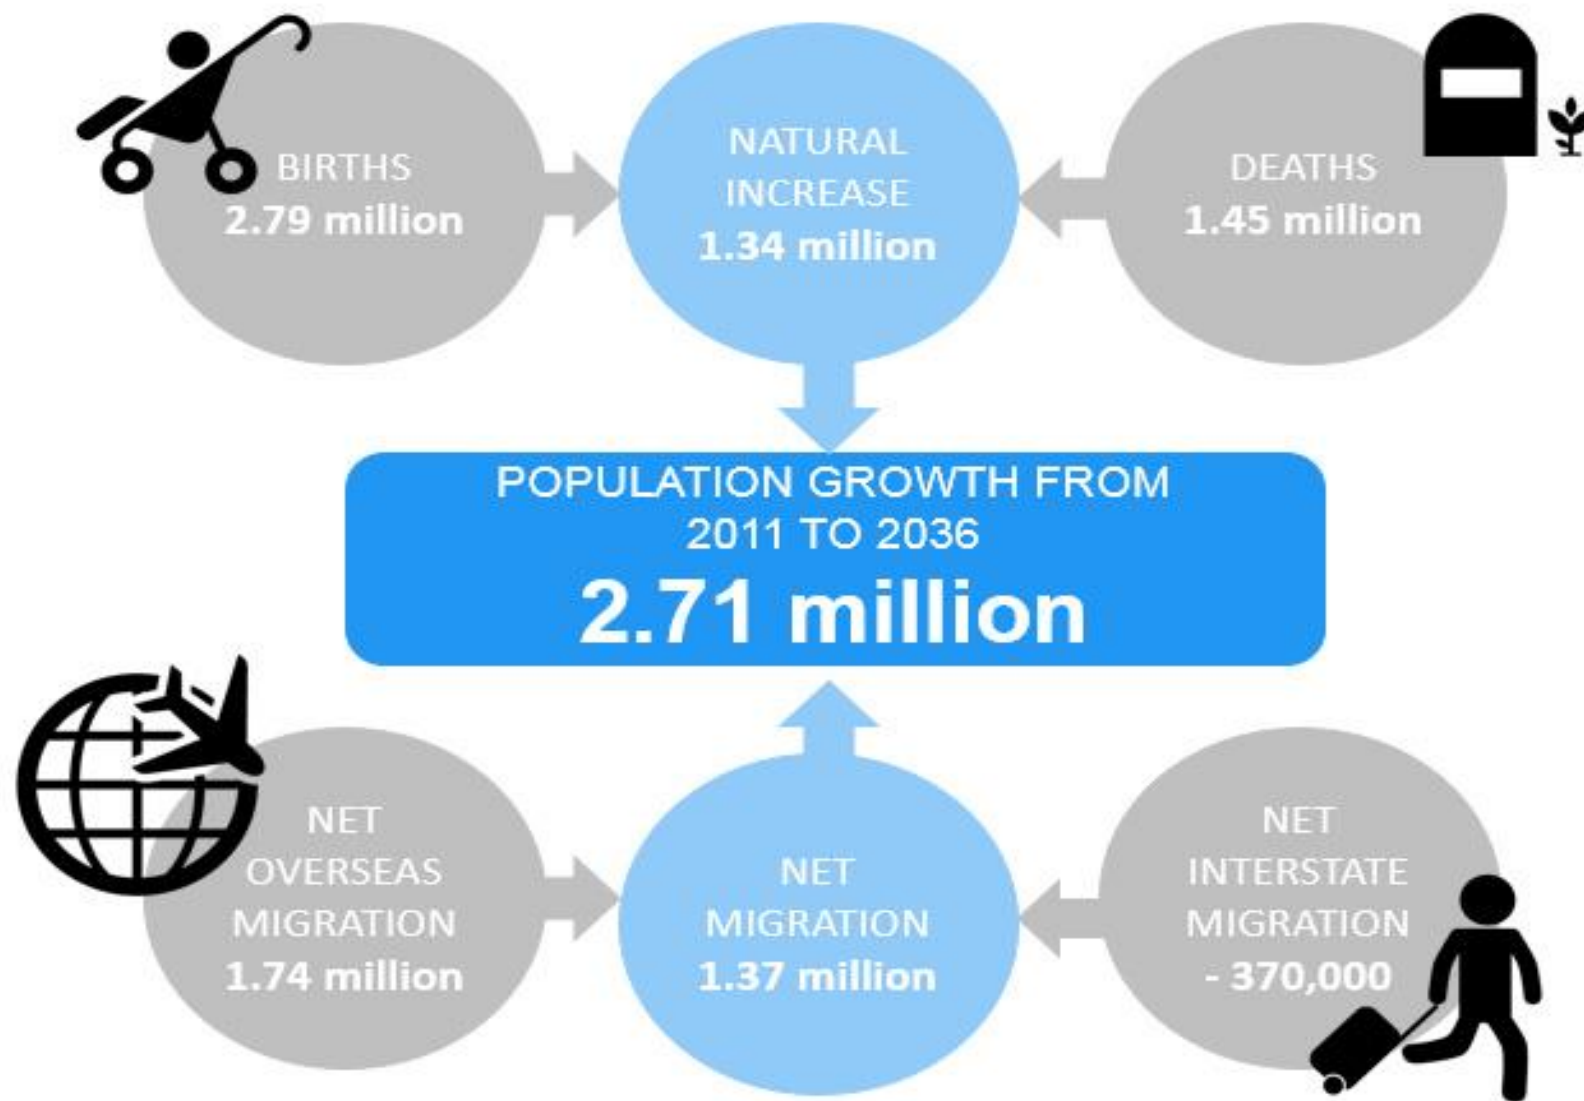 BIRTHS
2.79 million
NATURAL
INCREASE
1.34 million
DEATHS
1.45 million
POPULATION GROWTH FROM
2011 TO 2036
2.71 million
NET
OVERSEAS
MIGRATION
1.74 million
NET
MIGRATION
1.37 million
NET
INTERSTATE
MIGRATION
- 370,000